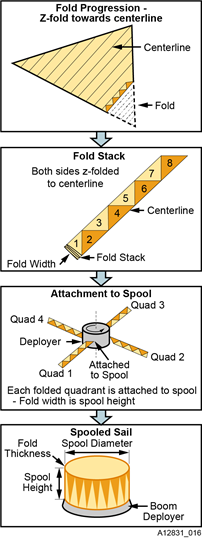 Fold Progression -
Z-fold towards centerline
Centerline
Fold
Fold Stack
Both sides z-folded
to centerline
8
7
6
5
4
3
Centerline
1
2
Fold Stack
Fold Width
Attachment to Spool
Quad 3
Quad 4
Deployer
Attached
to Spool
Quad 2
Quad 1
Each folded quadrant is attached to spool
- Fold width is spool height
Spooled Sail
Fold
Thickness
Spool Diameter
Spool
Height
Boom
Deployer
A12831_016